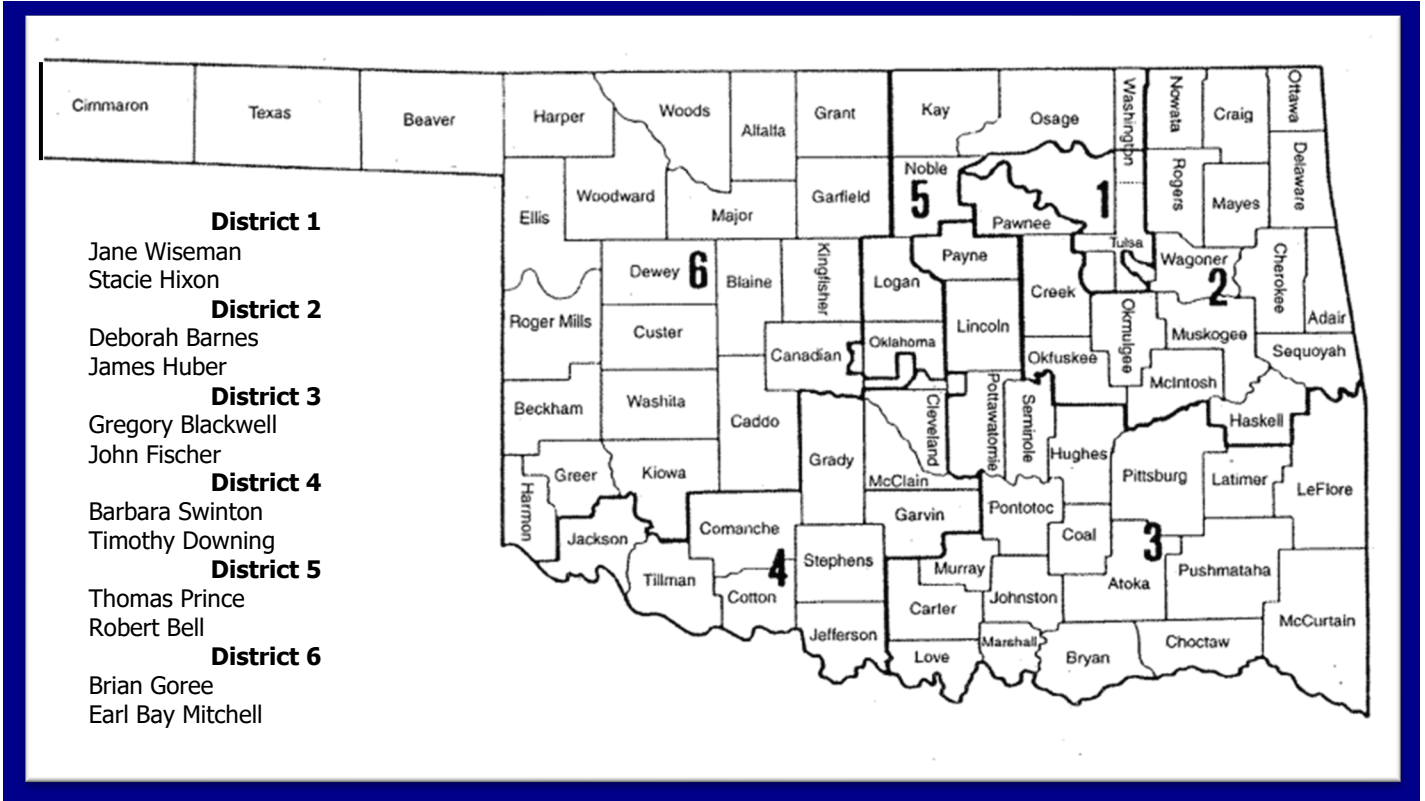 Cimmaron
Texas
Beaver
Harper
Woods
Alfalfa
Grant
Kay
Osage
Washington
Nowata
Craig
Ottawa
Delaware
Rogers
Mayes
Noble
5
1
Pawnee
Tulsa
Ellis
Woodward
Major
Garfield
Dewey
6
Blaine
Kingfisher
Logan
Payne
Creek
Wagoner
2
Cherokee
Adair
Roger Mills
Custer
Canadian
Oklahoma
Lincoln
Okmulgee
Muskogee
Sequoyah
Okfuskee
McIntosh
Beckham
Washita
Caddo
Cleveland
Pottawatomie
Seminole
Haskell
Hughes
Grady
Pittsburg
Latimer
LeFlore
Harmon
Greer
Kiowa
McClain
Garvin
Pontotoc
Coal
3
Jackson
Comanche
4
Stephens
Murray
Atoka
Pushmataha
Tillman
Cotton
Carter
Johnston
McCurtain
Jefferson
Love
Marshall
Bryan
Choctaw
District 1
Jane Wiseman
Stacie Hixon
District 2
Deborah Barnes
James Huber
District 3
Gregory Blackwell
John Fischer
District 4
Barbara Swinton
Timothy Downing
District 5
Thomas Prince
Robert Bell
District 6
Brian Goree
Earl Bay Mitchell